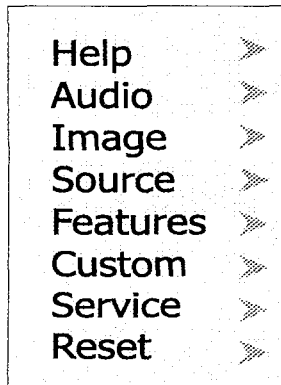 Help
Audio
Image
Source
Features
Custom
Service
Reset